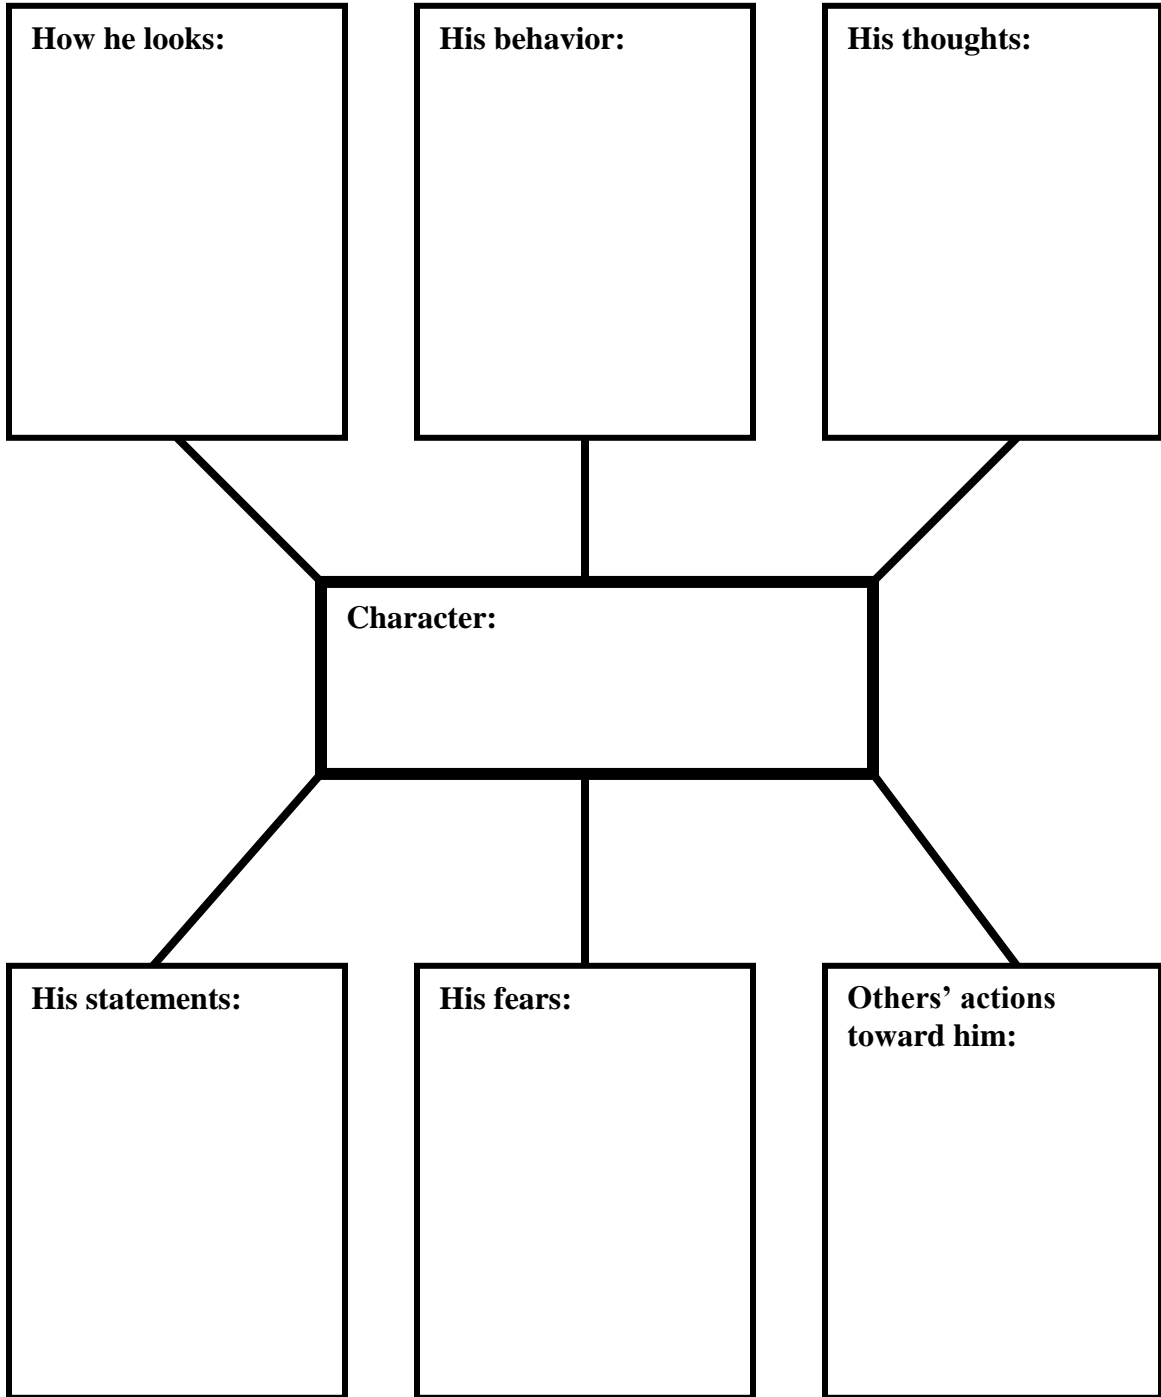 How he looks:
His behavior:
His thoughts:
Character:
His statements:
His fears:
Others’ actions
toward him: